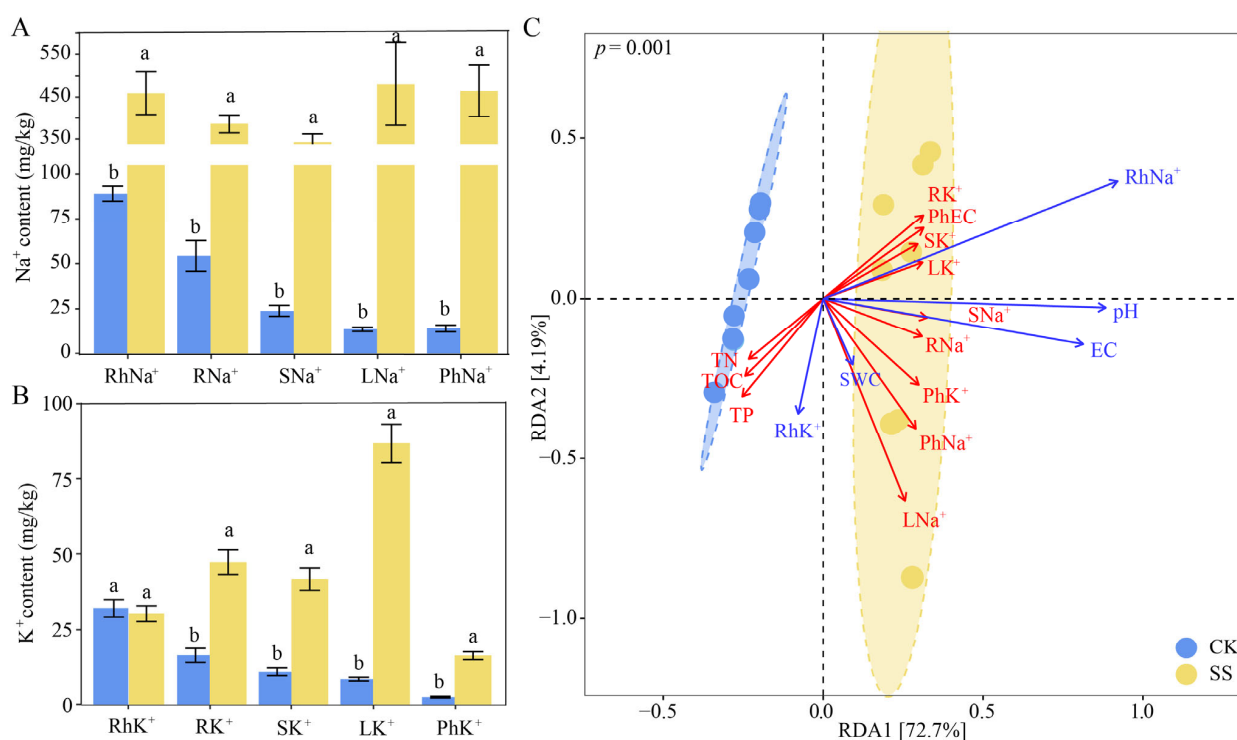 A
Na⁺ content (mg/kg)
550
450
350
100
75
50
25
0
b a b a b a b a b a
RhNa⁺ RNa⁺ SNa⁺ LNa⁺ PhNa⁺
B
K⁺ content (mg/kg)
100
75
50
25
0
a a b a b a b a b a
RhK⁺ RK⁺ SK⁺ LK⁺ PhK⁺
C
p = 0.001
RDA2 [4.19%]
0.5
0.0
−0.5
−1.0
RhNa⁺
RK⁺
PhEC
SK⁺
LK⁺
SNa⁺
pH
RNa⁺
EC
TN
TOC
SWC
PhK⁺
TP
RhK⁺
PhNa⁺
LNa⁺
CK
SS
−0.5 0.0 0.5 1.0
RDA1 [72.7%]